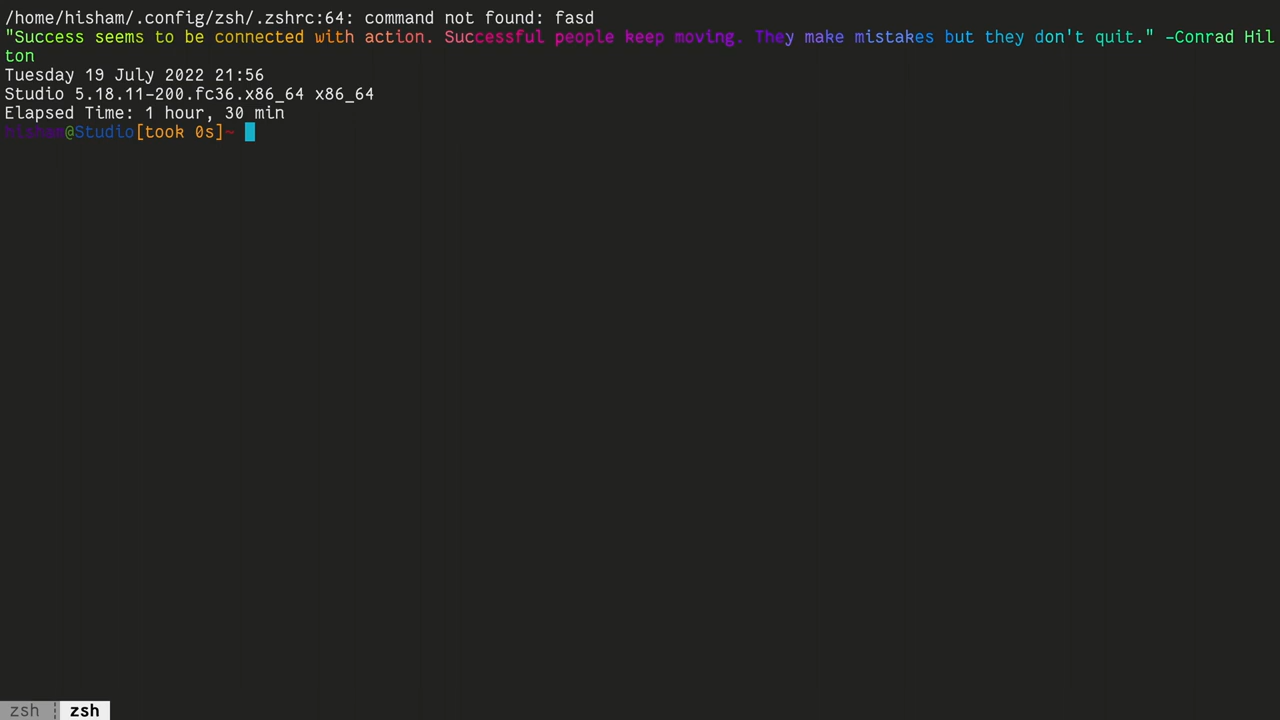 /home/hisham/.config/zsh/.zshrc:64: command not found: fasd
"Success seems to be connected with action. Successful people keep moving. They make mistakes but they don't quit." –Conrad Hil
ton
Tuesday 19 July 2022 21:56
Studio 5.18.11-200.fc36.x86_64 x86_64
Elapsed Time: 1 hour, 30 min
hisham@Studio[took 0s]~
zsh zsh